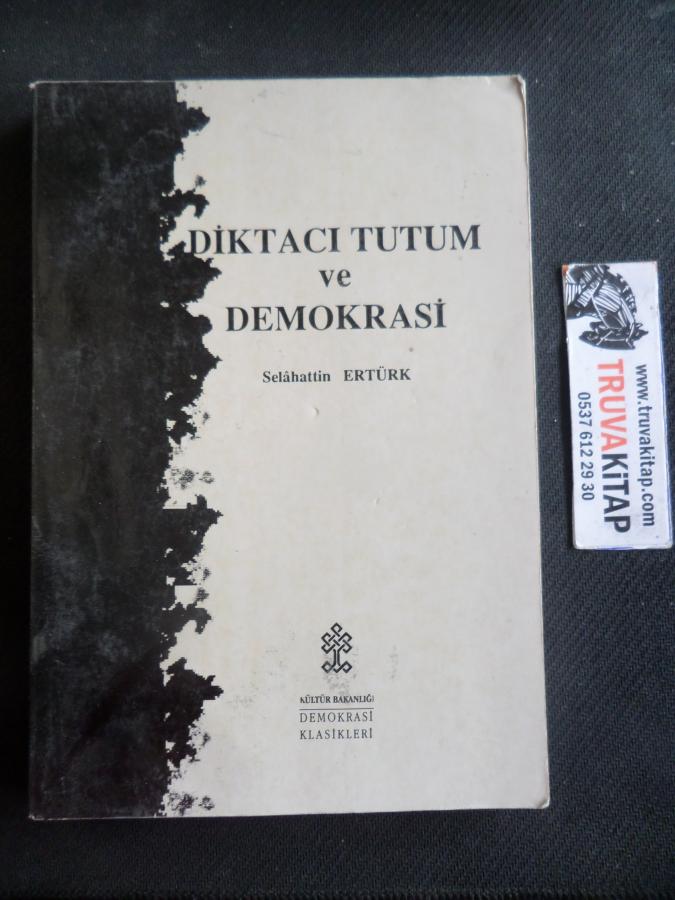 DİKTACI TUTUM
ve
DEMOKRASİ
Selâhattin ERTÜRK
KÜLTÜR BAKANLIĞI
DEMOKRASİ
KLASİKLERİ
www.truvakitap.com
TRUVAKiTAP
0537 612 29 30